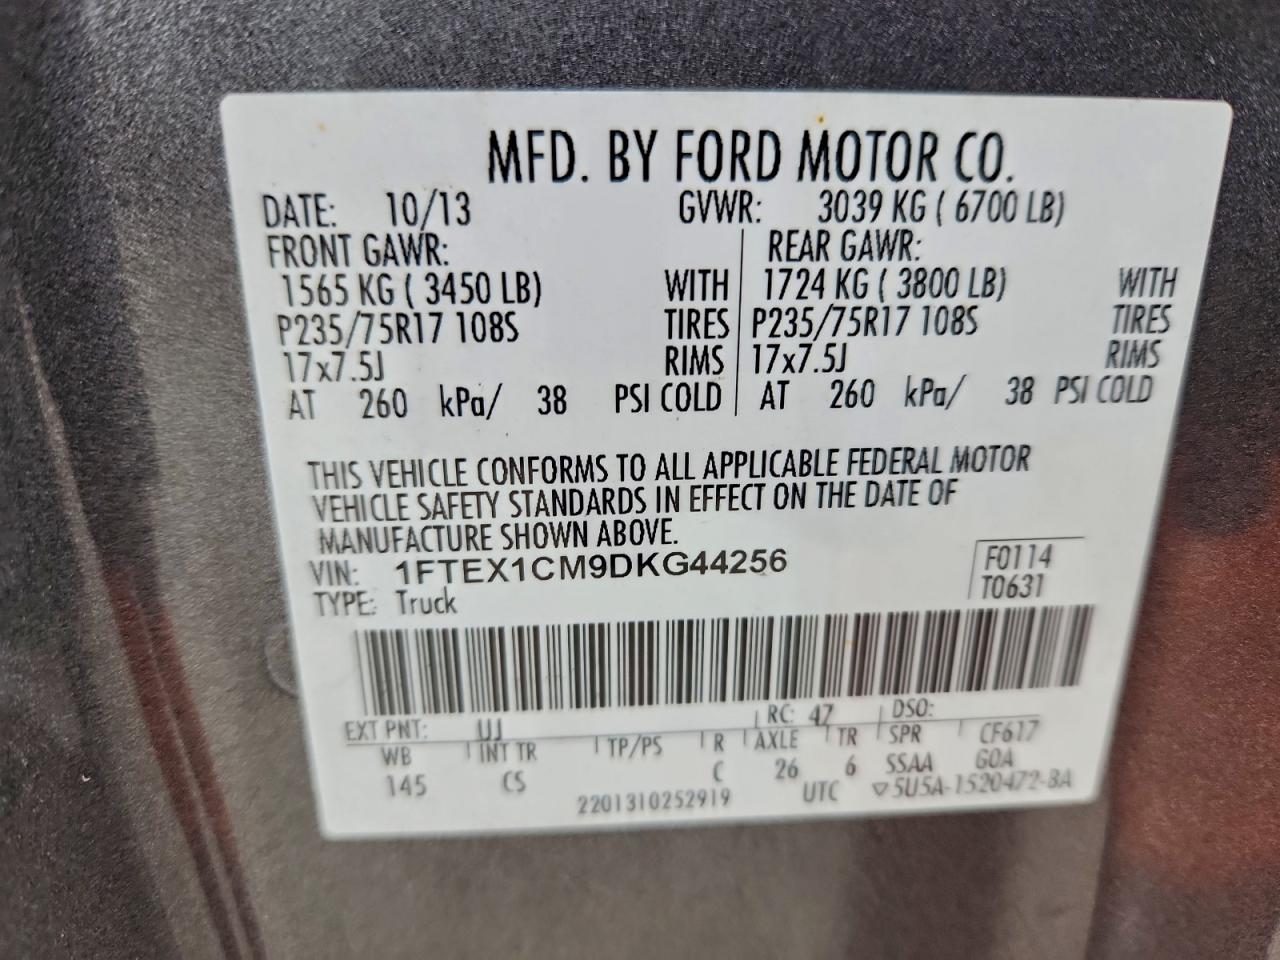 MFD. BY FORD MOTOR CO.
DATE: 10/13 GVWR: 3039 KG ( 6700 LB)
FRONT GAWR: REAR GAWR:
1565 KG ( 3450 LB) WITH 1724 KG ( 3800 LB) WITH
P235/75R17 108S TIRES P235/75R17 108S TIRES
17x7.5J RIMS 17x7.5J RIMS
AT 260 kPa/ 38 PSI COLD AT 260 kPa/ 38 PSI COLD
THIS VEHICLE CONFORMS TO ALL APPLICABLE FEDERAL MOTOR
VEHICLE SAFETY STANDARDS IN EFFECT ON THE DATE OF
MANUFACTURE SHOWN ABOVE.
VIN: 1FTEX1CM9DKG44256 F0114
TYPE: Truck T0631
EXT PNT: UJ RC: 47 DSO:
WB INT TR TP/PS R AXLE TR SPR CF617
145 CS C 26 6 SSAA GOA
2201310252919 UTC ▽5U5A-1520472-BA